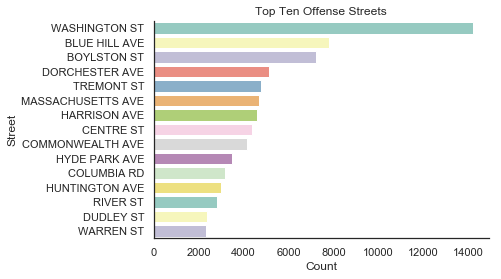 Top Ten Offense Streets
WASHINGTON ST
BLUE HILL AVE
BOYLSTON ST
DORCHESTER AVE
TREMONT ST
MASSACHUSETTS AVE
HARRISON AVE
CENTRE ST
COMMONWEALTH AVE
HYDE PARK AVE
COLUMBIA RD
HUNTINGTON AVE
RIVER ST
DUDLEY ST
WARREN ST
Street
0 2000 4000 6000 8000 10000 12000 14000
Count